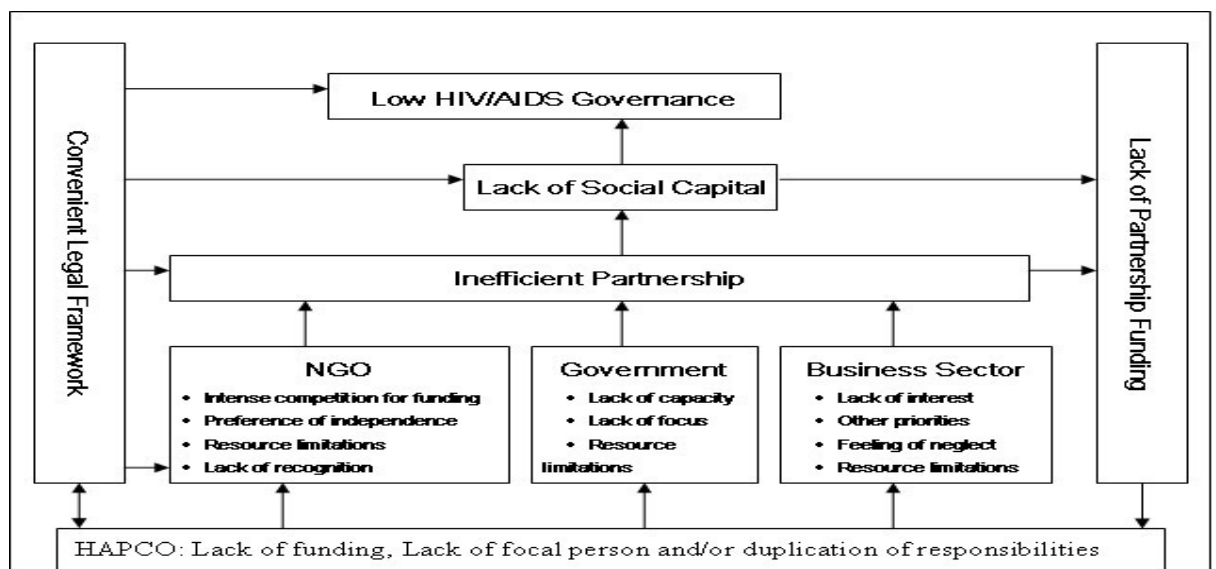 Convenient Legal Framework
Low HIV/AIDS Governance
Lack of Social Capital
Inefficient Partnership
NGO
• Intense competition for funding
• Preference of independence
• Resource limitations
• Lack of recognition
Government
• Lack of capacity
• Lack of focus
• Resource
limitations
Business Sector
• Lack of interest
• Other priorities
• Feeling of neglect
• Resource limitations
Lack of Partnership Funding
HAPCO: Lack of funding, Lack of focal person and/or duplication of responsibilities